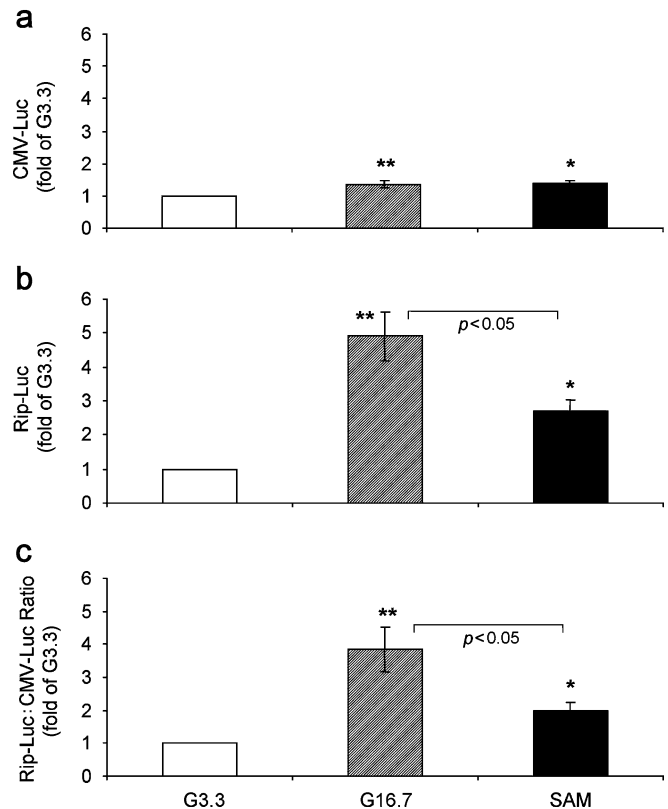 a
CMV-Luc
(fold of G3.3)
6
5
4
3
2
1
0
**
*
b
Rip-Luc
(fold of G3.3)
6
5
4
3
2
1
0
**
p<0.05
*
c
Rip-Luc:CMV-Luc Ratio
(fold of G3.3)
6
5
4
3
2
1
0
**
p<0.05
*
G3.3
G16.7
SAM